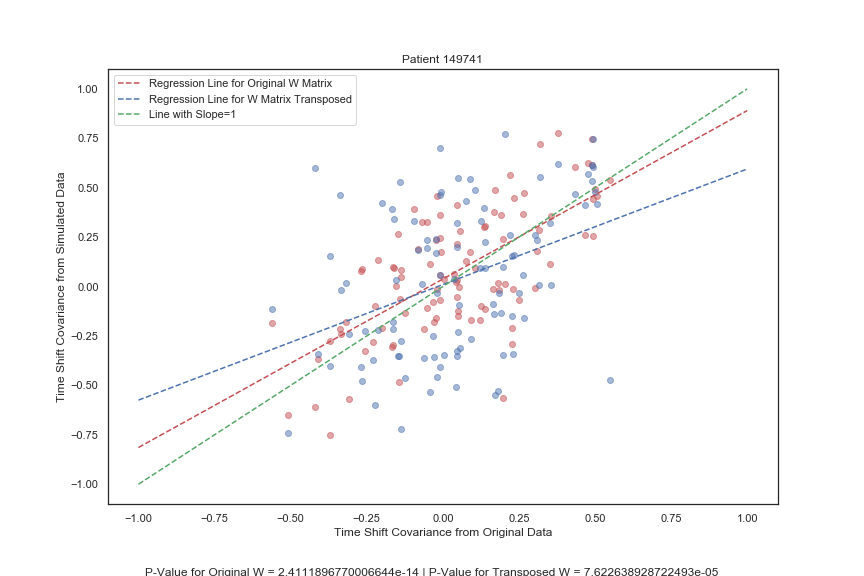 Patient 149741
Regression Line for Original W Matrix
Regression Line for W Matrix Transposed
Line with Slope=1
1.00
0.75
0.50
0.25
0.00
−0.25
−0.50
−0.75
−1.00
Time Shift Covariance from Simulated Data
−1.00 −0.75 −0.50 −0.25 0.00 0.25 0.50 0.75 1.00
Time Shift Covariance from Original Data
P-Value for Original W = 2.4111896770006644e-14 | P-Value for Transposed W = 7.622638928722493e-05